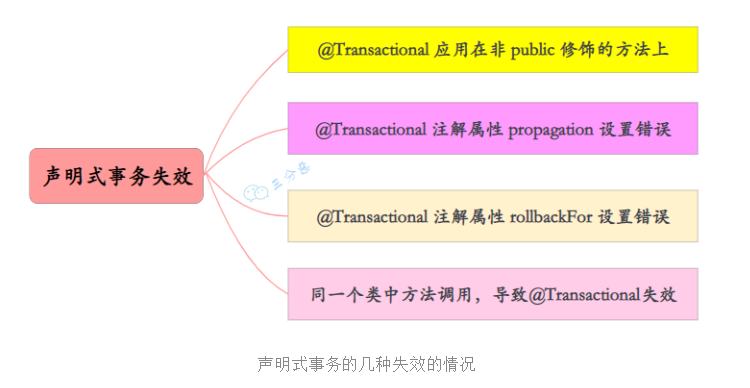 @Transactional 应用在非 public 修饰的方法上
@Transactional 注解属性 propagation 设置错误
声明式事务失效
三分恶
@Transactional 注解属性 rollbackFor 设置错误
同一个类中方法调用，导致@Transactional失效
声明式事务的几种失效的情况